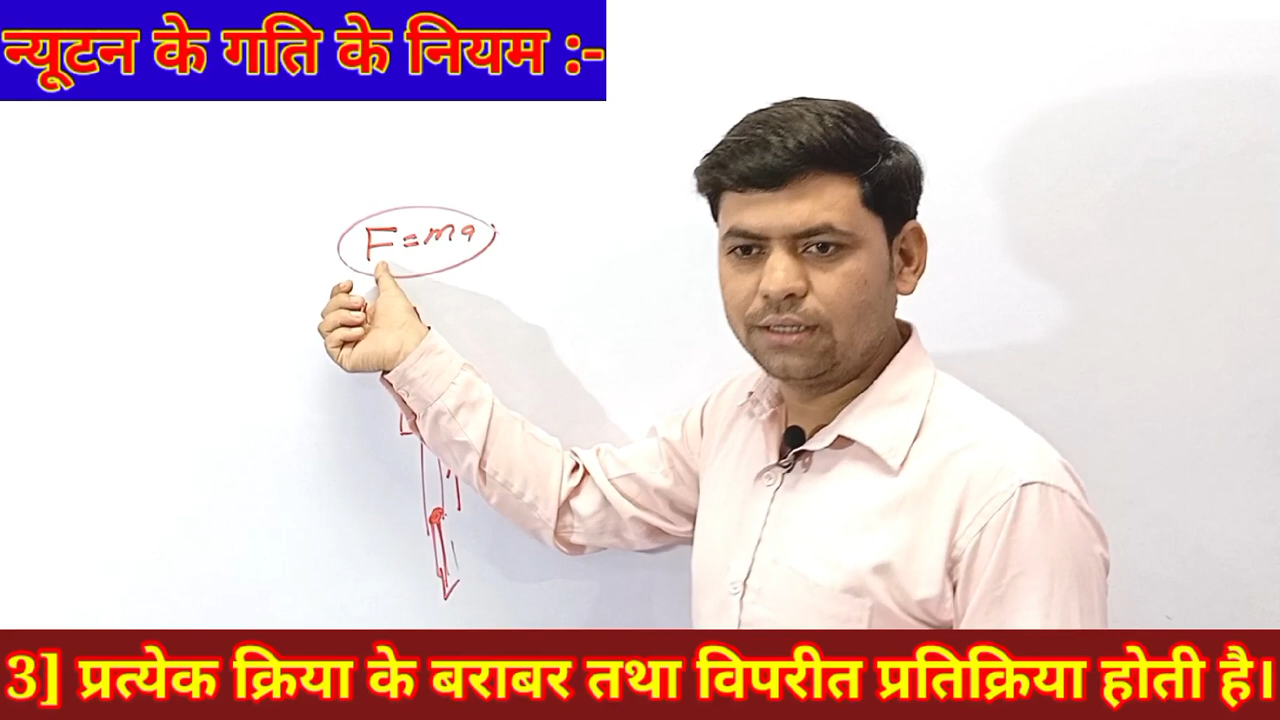 न्यूटन के गति के नियम :-
F=ma
3] प्रत्येक क्रिया के बराबर तथा विपरीत प्रतिक्रिया होती है।